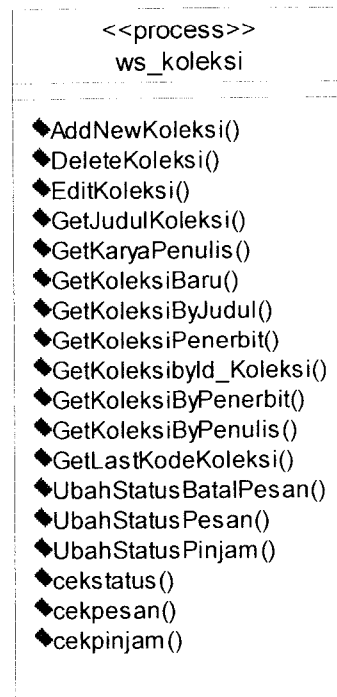 <<process>>
ws_koleksi
AddNewKoleksi()
DeleteKoleksi()
EditKoleksi()
GetJudulKoleksi()
GetKaryaPenulis()
GetKoleksiBaru()
GetKoleksiByJudul()
GetKoleksiPenerbit()
GetKoleksibyId_Koleksi()
GetKoleksiByPenerbit()
GetKoleksiByPenulis()
GetLastKodeKoleksi()
UbahStatusBatalPesan()
UbahStatusPesan()
UbahStatusPinjam()
cekstatus()
cekpesan()
cekpinjam()